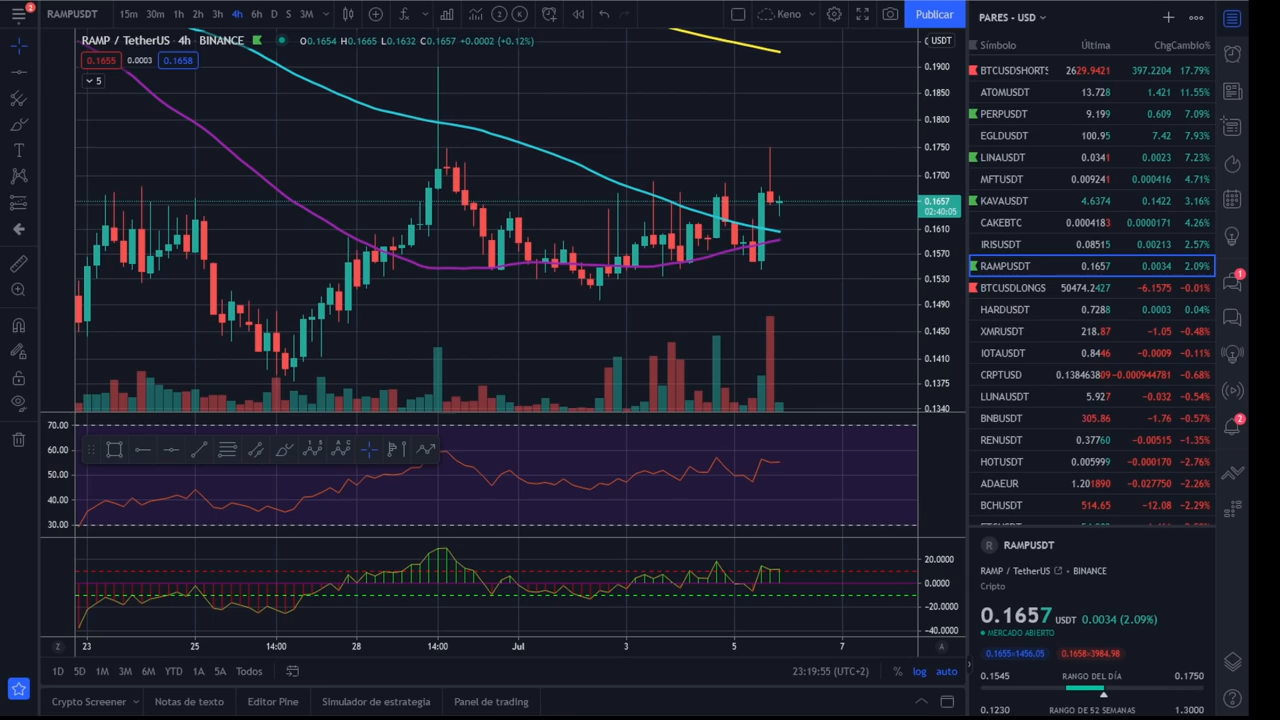 2
RAMPUSDT 15m 30m 1h 2h 3h 4h 6h D S 3M 2 K Keno Publicar
RAMP / TetherUS 4h BINANCE O0.1654 H0.1665 L0.1632 C0.1657 +0.0002 (+0.12%)
0.1655 0.0003 0.1658
5
USDT
0.1900
0.1850
0.1800
0.1750
0.1700
0.1657
02:40:05
0.1610
0.1570
0.1530
0.1490
0.1450
0.1410
0.1375
0.1340
70.00
60.00
50.00
40.00
30.00
20.0000
0.0000
-20.0000
-40.0000
Z 23 25 14:00 28 14:00 Jul 3 5 7 A
1D 5D 1M 3M 6M YTD 1A 5A Todos 23:19:55 (UTC+2) % log auto
Crypto Screener Notas de texto Editor Pine Simulador de estrategia Panel de trading
PARES - USD
Símbolo Última Chg Cambio%
BTCUSDSHORTS 2629.9421 397.2204 17.79%
ATOMUSDT 13.728 1.421 11.55%
PERPUSDT 9.199 0.609 7.09%
EGLDUSDT 100.95 7.42 7.93%
LINAUSDT 0.0341 0.0023 7.23%
MFTUSDT 0.009241 0.000416 4.71%
KAVAUSDT 4.6374 0.1422 3.16%
CAKEBTC 0.0004183 0.0000171 4.26%
IRISUSDT 0.08515 0.00213 2.57%
RAMPUSDT 0.1657 0.0034 2.09%
BTCUSDLONGS 50474.2427 -6.1575 -0.01%
HARDUSDT 0.7288 0.0003 0.04%
XMRUSDT 218.87 -1.05 -0.48%
IOTAUSDT 0.8446 -0.0009 -0.11%
CRPTUSD 0.138463809 -0.000944781 -0.68%
LUNAUSDT 5.927 -0.032 -0.54%
BNBUSDT 305.86 -1.76 -0.57%
RENUSDT 0.37760 -0.00515 -1.35%
HOTUSDT 0.005999 -0.000170 -2.76%
ADAEUR 1.201890 -0.027750 -2.26%
BCHUSDT 514.65 -12.08 -2.29%
R RAMPUSDT
RAMP / TetherUS • BINANCE
Cripto
0.1657 USDT 0.0034 (2.09%)
MERCADO ABIERTO
0.1655×1456.05 0.1658×3984.98
0.1545 RANGO DEL DÍA 0.1750
0.1230 RANGO DE 52 SEMANAS 1.3000
1
2